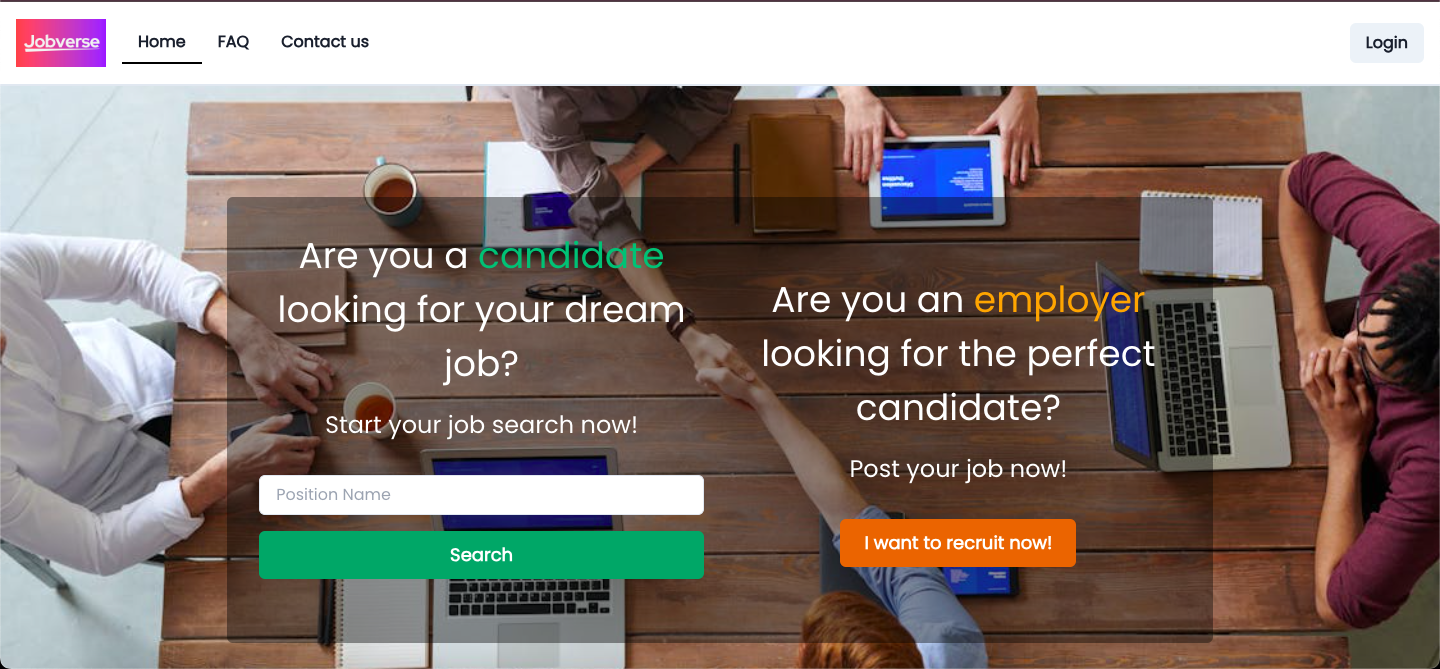 Jobverse
Home
FAQ
Contact us
Login
Are you a candidate
looking for your dream
job?
Start your job search now!
Position Name
Search
Are you an employer
looking for the perfect
candidate?
Post your job now!
I want to recruit now!
Discussion
Outline